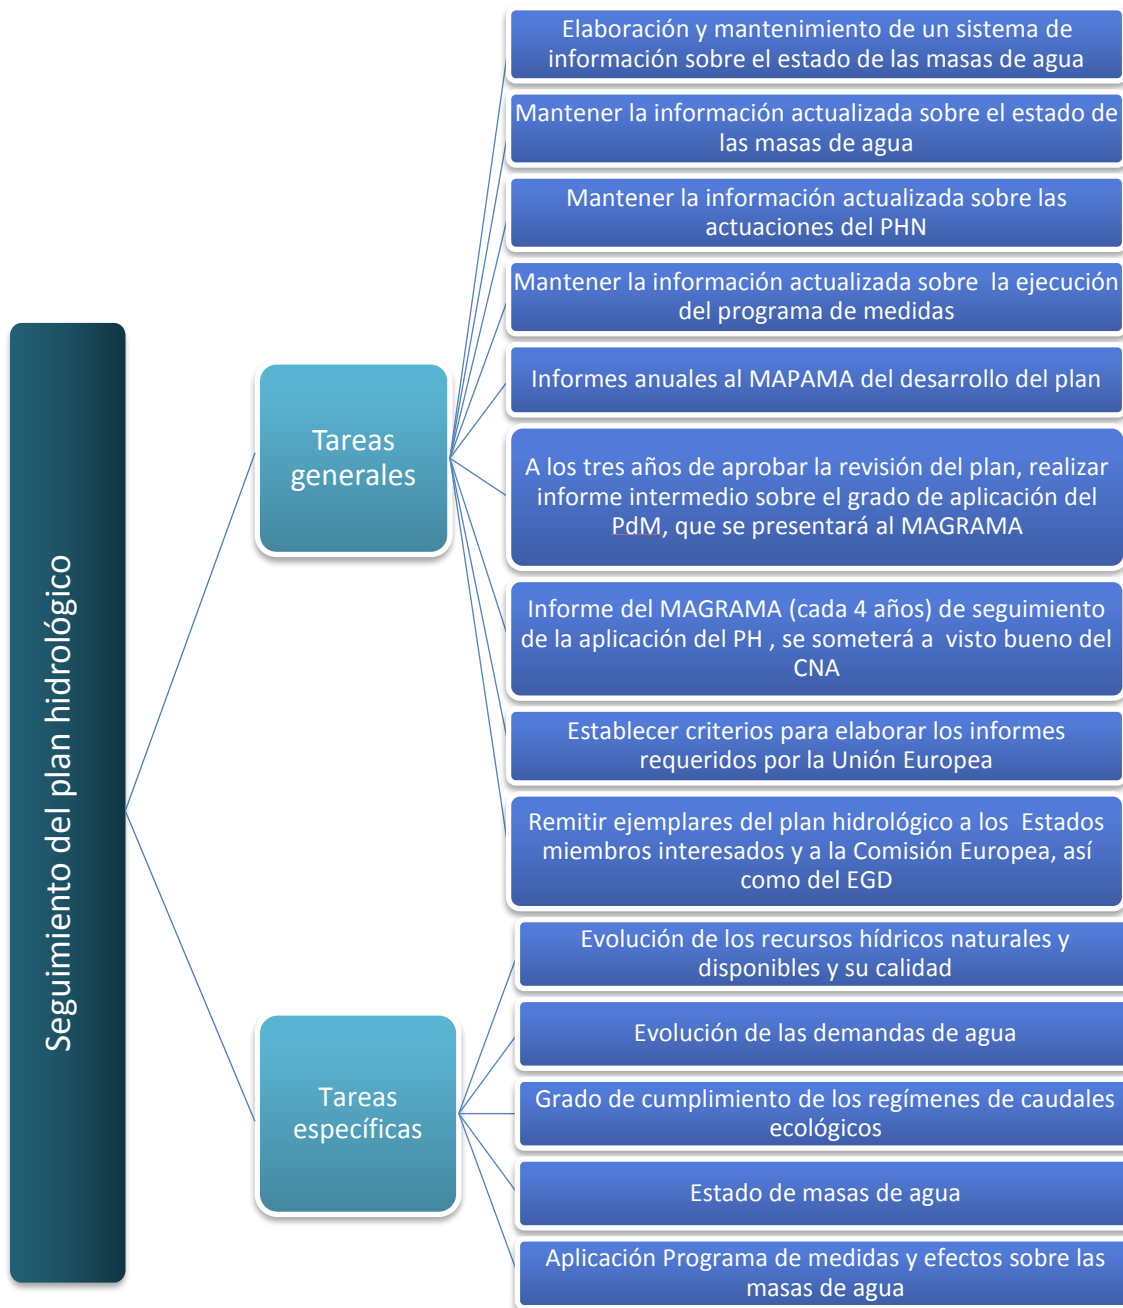 Seguimiento del plan hidrológico
Tareas
generales
Elaboración y mantenimiento de un sistema de
información sobre el estado de las masas de agua
Mantener la información actualizada sobre el estado de
las masas de agua
Mantener la información actualizada sobre las
actuaciones del PHN
Mantener la información actualizada sobre la ejecución
del programa de medidas
Informes anuales al MAPAMA del desarrollo del plan
A los tres años de aprobar la revisión del plan, realizar
informe intermedio sobre el grado de aplicación del
PdM, que se presentará al MAGRAMA
Informe del MAGRAMA (cada 4 años) de seguimiento
de la aplicación del PH , se someterá a visto bueno del
CNA
Establecer criterios para elaborar los informes
requeridos por la Unión Europea
Remitir ejemplares del plan hidrológico a los Estados
miembros interesados y a la Comisión Europea, así
como del EGD
Tareas
específicas
Evolución de los recursos hídricos naturales y
disponibles y su calidad
Evolución de las demandas de agua
Grado de cumplimiento de los regímenes de caudales
ecológicos
Estado de masas de agua
Aplicación Programa de medidas y efectos sobre las
masas de agua